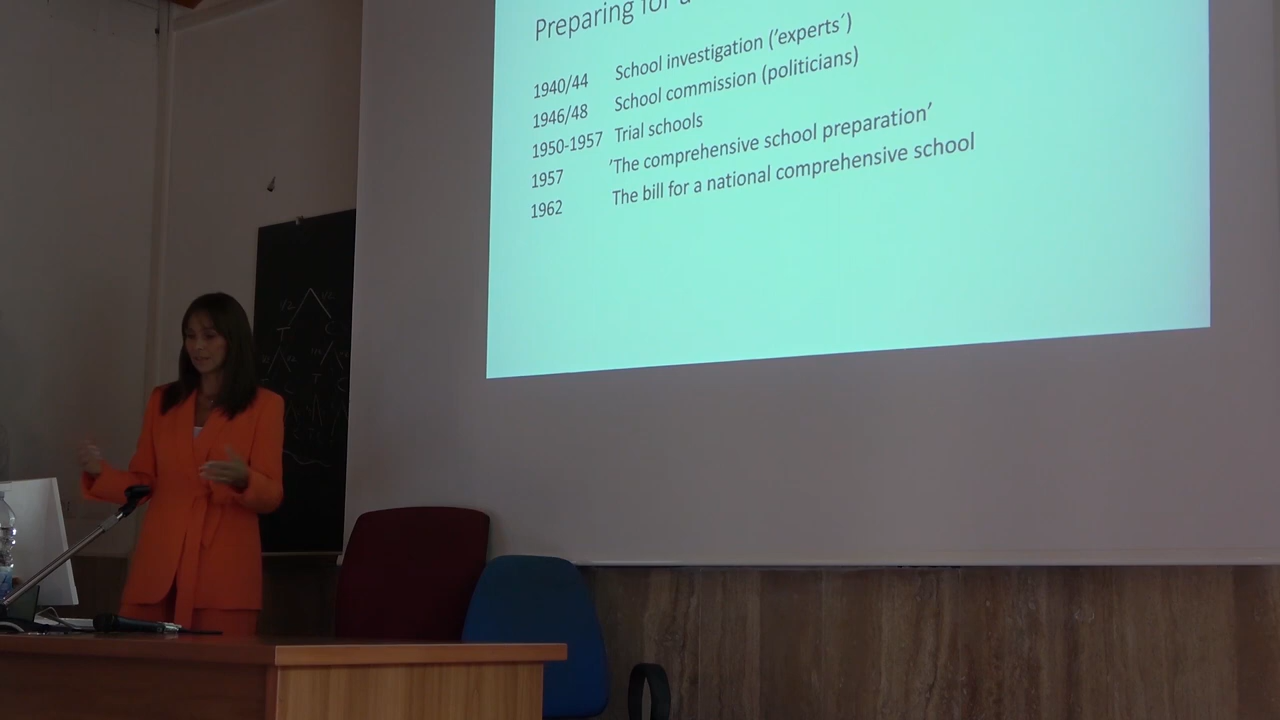 Preparing for a
1940/44 School investigation ('experts´)
1946/48 School commission (politicians)
1950-1957 Trial schools
1957 'The comprehensive school preparation'
1962 The bill for a national comprehensive school